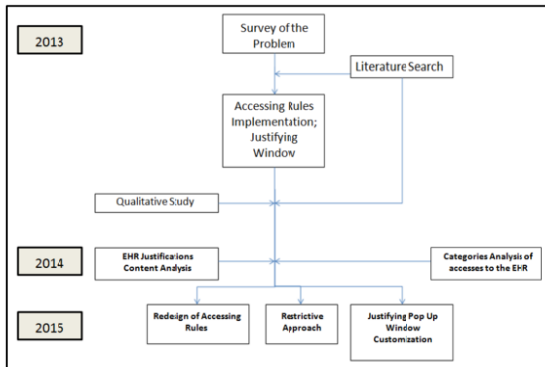 2013
Survey of the
Problem
Literature Search
Accessing Rules
Implementation;
Justifying
Window
Qualitative Study
2014
EHR Justifications
Content Analysis
Categories Analysis of
accesses to the EHR
2015
Redesign of Accessing
Rules
Restrictive
Approach
Justifying Pop Up
Window
Customization